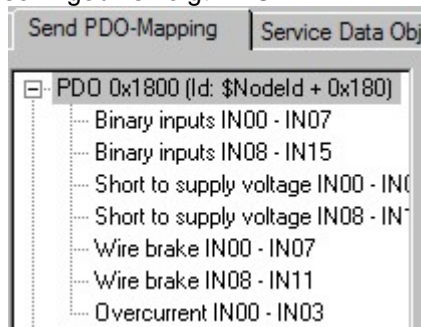 Send PDO-Mapping Service Data Obj
PDO 0x1800 (Id: $NodeId + 0x180)
Binary inputs IN00 - IN07
Binary inputs IN08 - IN15
Short to supply voltage IN00 -
Short to supply voltage IN08 -
Wire brake IN00 - IN07
Wire brake IN08 - IN11
Overcurrent IN00 - IN03